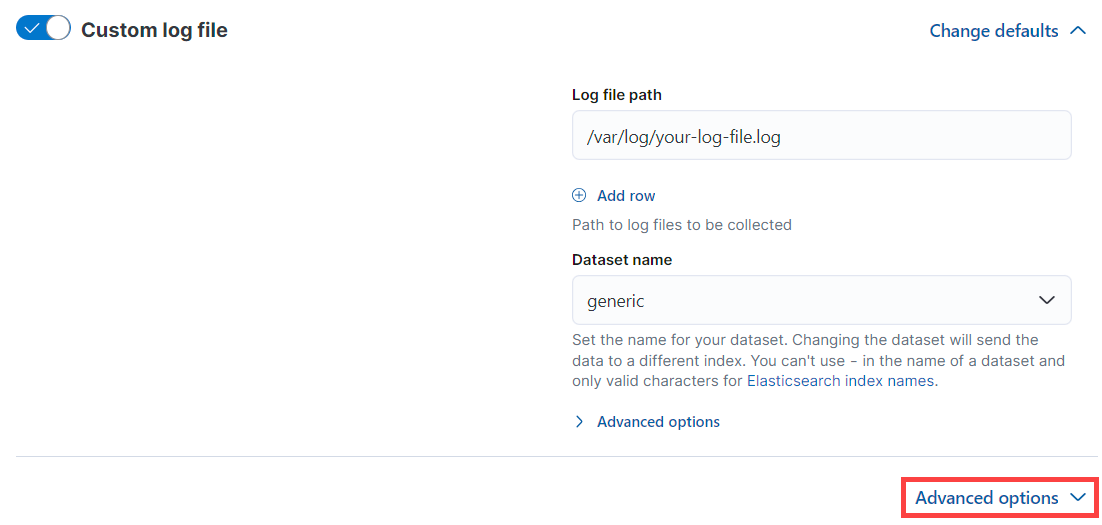 Custom log file
Change defaults
Log file path
/var/log/your-log-file.log
Add row
Path to log files to be collected
Dataset name
generic
Set the name for your dataset. Changing the dataset will send the
data to a different index. You can't use - in the name of a dataset and
only valid characters for Elasticsearch index names.
Advanced options
Advanced options